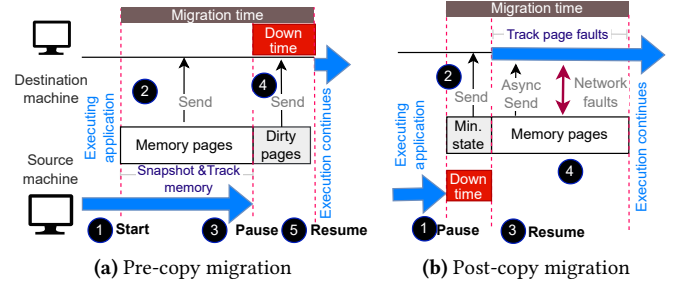 Migration time
Down
time
2
4
Destination
machine
Send
Send
Executing
application
Memory pages
Dirty
pages
Execution continues
Source
machine
Snapshot &Track
memory
1 Start
3 Pause
5 Resume
(a) Pre-copy migration
Migration time
Track page faults
2
Send
Async
Send
Network
faults
Executing
application
Min.
state
Memory pages
4
Execution continues
Down
time
1 Pause
3 Resume
(b) Post-copy migration